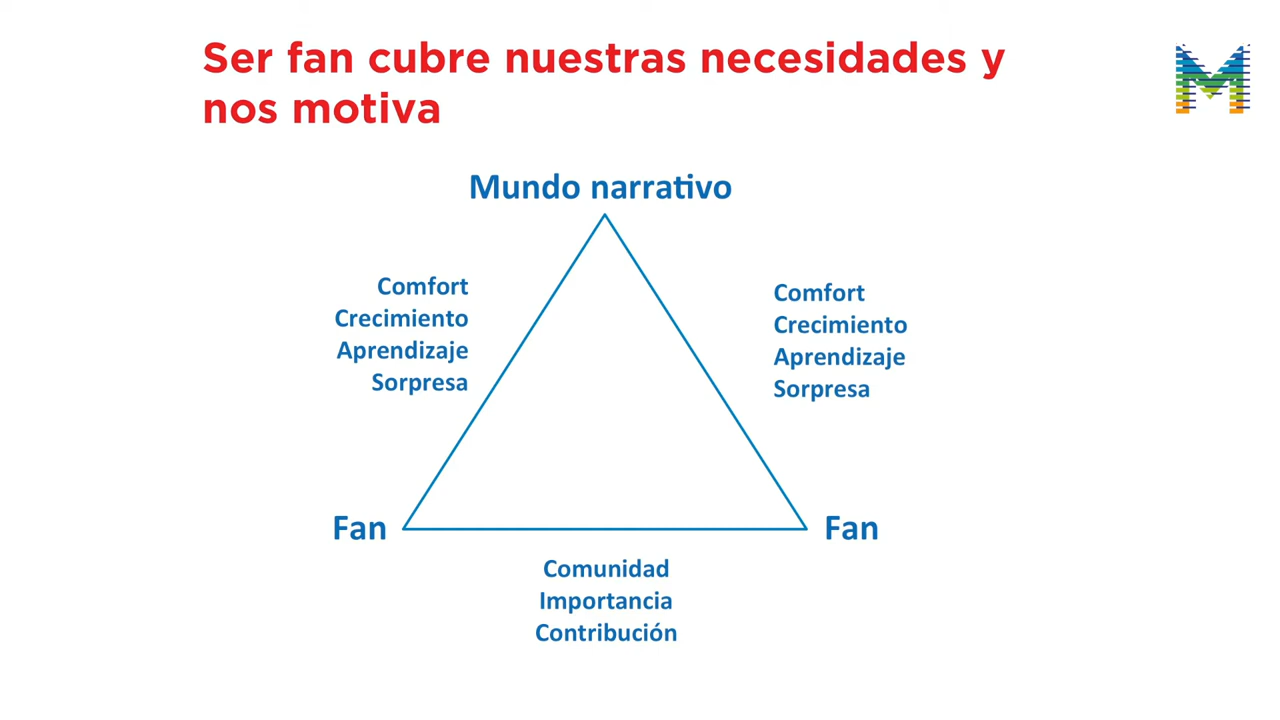 Ser fan cubre nuestras necesidades y
nos motiva
Mundo narrativo
Comfort
Crecimiento
Aprendizaje
Sorpresa
Comfort
Crecimiento
Aprendizaje
Sorpresa
Fan
Fan
Comunidad
Importancia
Contribución